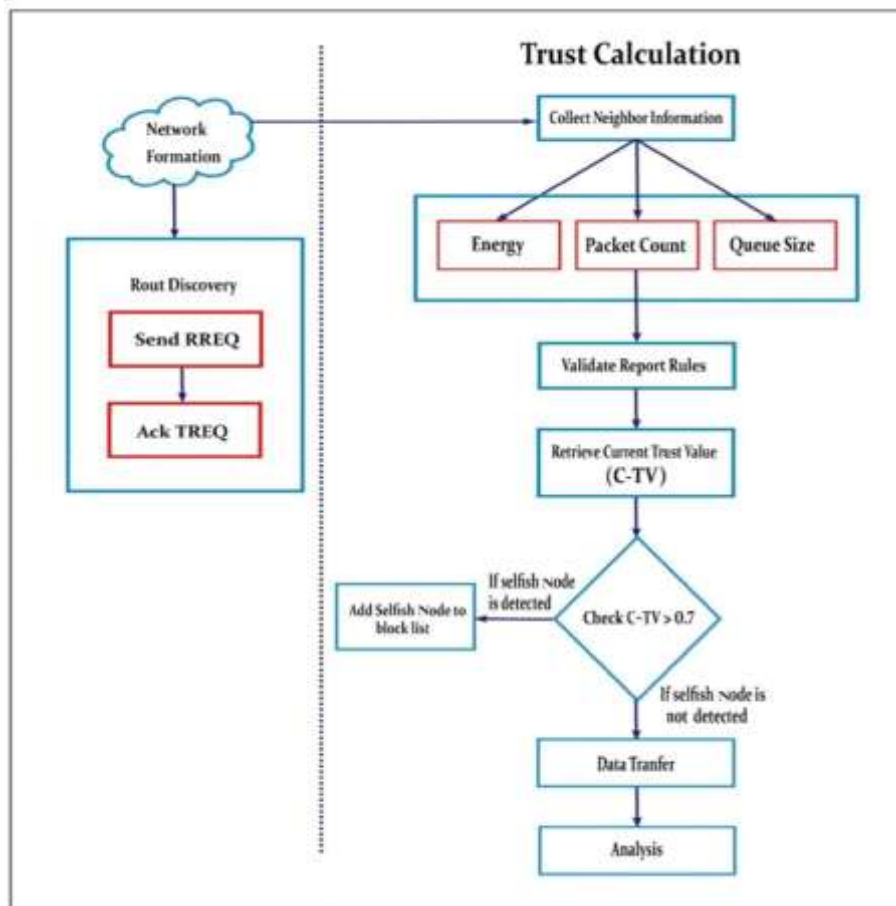 Trust Calculation
Network
Formation
Collect Neighbor Information
Energy
Packet Count
Queue Size
Rout Discovery
Send RREQ
Ack TREQ
Validate Report Rules
Retrieve Current Trust Value
(C-TV)
If selfish Node
is detected
Add Selfish Node to
block list
Check C-TV > 0.7
If selfish Node is
not detected
Data Tranfer
Analysis